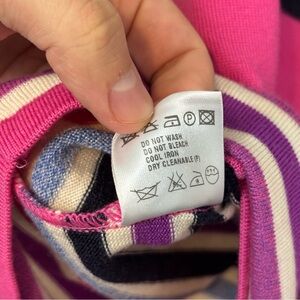 DO NOT WASH
DO NOT BLEACH
COOL IRON
DRY CLEANABLE(P)